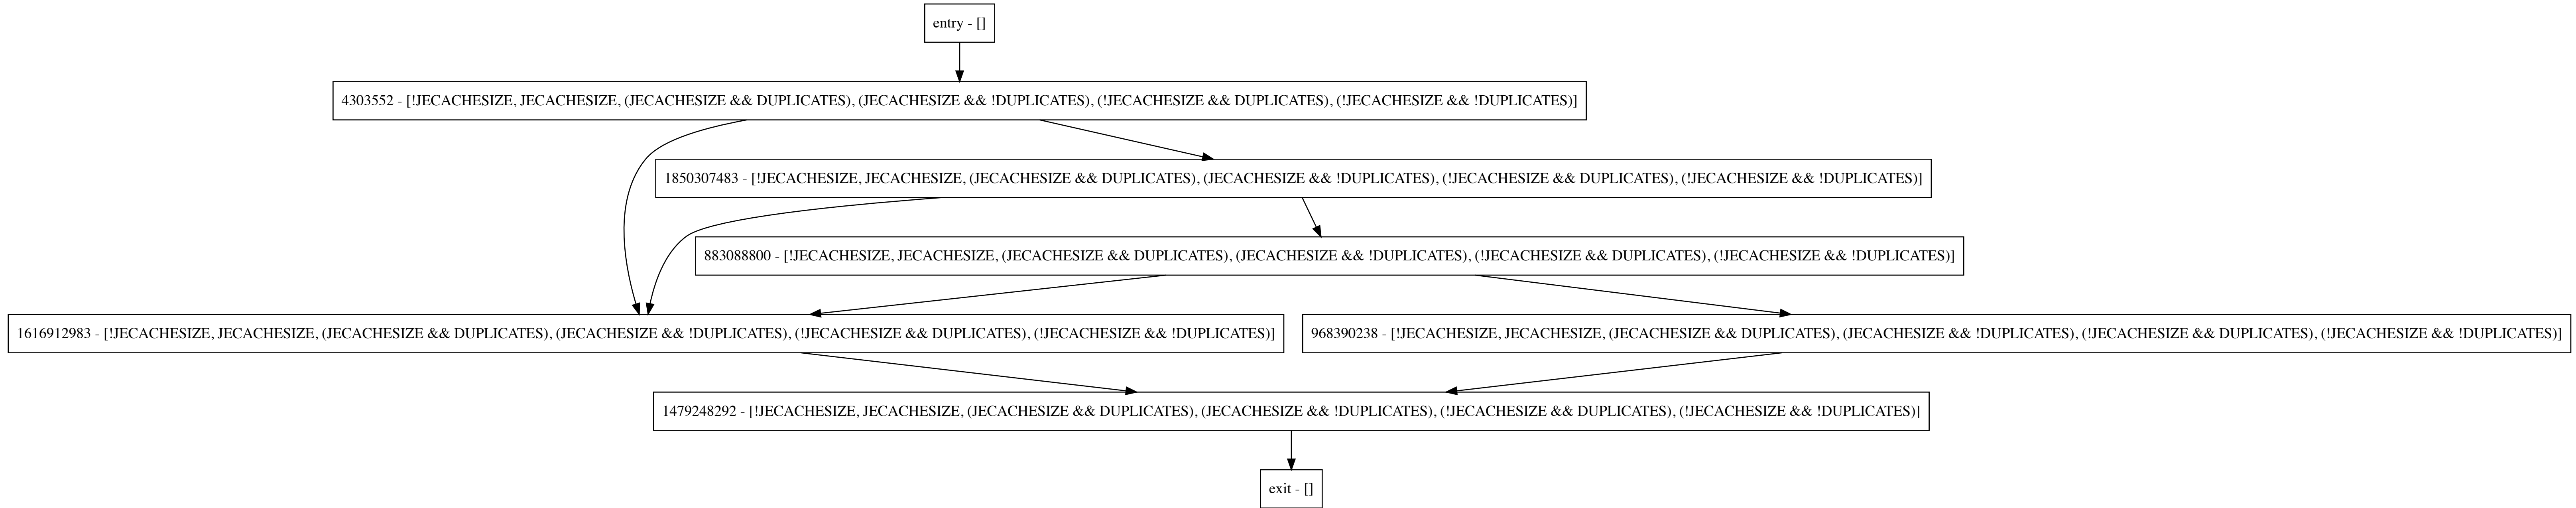 entry - []
4303552 - [!JECACHESIZE, JECACHESIZE, (JECACHESIZE && DUPLICATES), (JECACHESIZE && !DUPLICATES), (!JECACHESIZE && DUPLICATES), (!JECACHESIZE && !DUPLICATES)]
1850307483 - [!JECACHESIZE, JECACHESIZE, (JECACHESIZE && DUPLICATES), (JECACHESIZE && !DUPLICATES), (!JECACHESIZE && DUPLICATES), (!JECACHESIZE && !DUPLICATES)]
883088800 - [!JECACHESIZE, JECACHESIZE, (JECACHESIZE && DUPLICATES), (JECACHESIZE && !DUPLICATES), (!JECACHESIZE && DUPLICATES), (!JECACHESIZE && !DUPLICATES)]
1616912983 - [!JECACHESIZE, JECACHESIZE, (JECACHESIZE && DUPLICATES), (JECACHESIZE && !DUPLICATES), (!JECACHESIZE && DUPLICATES), (!JECACHESIZE && !DUPLICATES)]
968390238 - [!JECACHESIZE, JECACHESIZE, (JECACHESIZE && DUPLICATES), (JECACHESIZE && !DUPLICATES), (!JECACHESIZE && DUPLICATES), (!JECACHESIZE && !DUPLICATES)]
1479248292 - [!JECACHESIZE, JECACHESIZE, (JECACHESIZE && DUPLICATES), (JECACHESIZE && !DUPLICATES), (!JECACHESIZE && DUPLICATES), (!JECACHESIZE && !DUPLICATES)]
exit - []